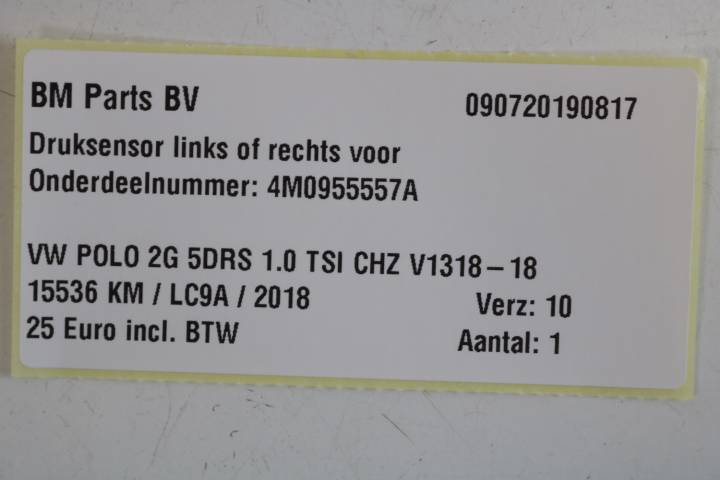 BM Parts BV 090720190817
Druksensor links of rechts voor
Onderdeelnummer: 4M0955557A
VW POLO 2G 5DRS 1.0 TSI CHZ V1318-18
15536 KM / LC9A / 2018 Verz: 10
25 Euro incl. BTW Aantal: 1